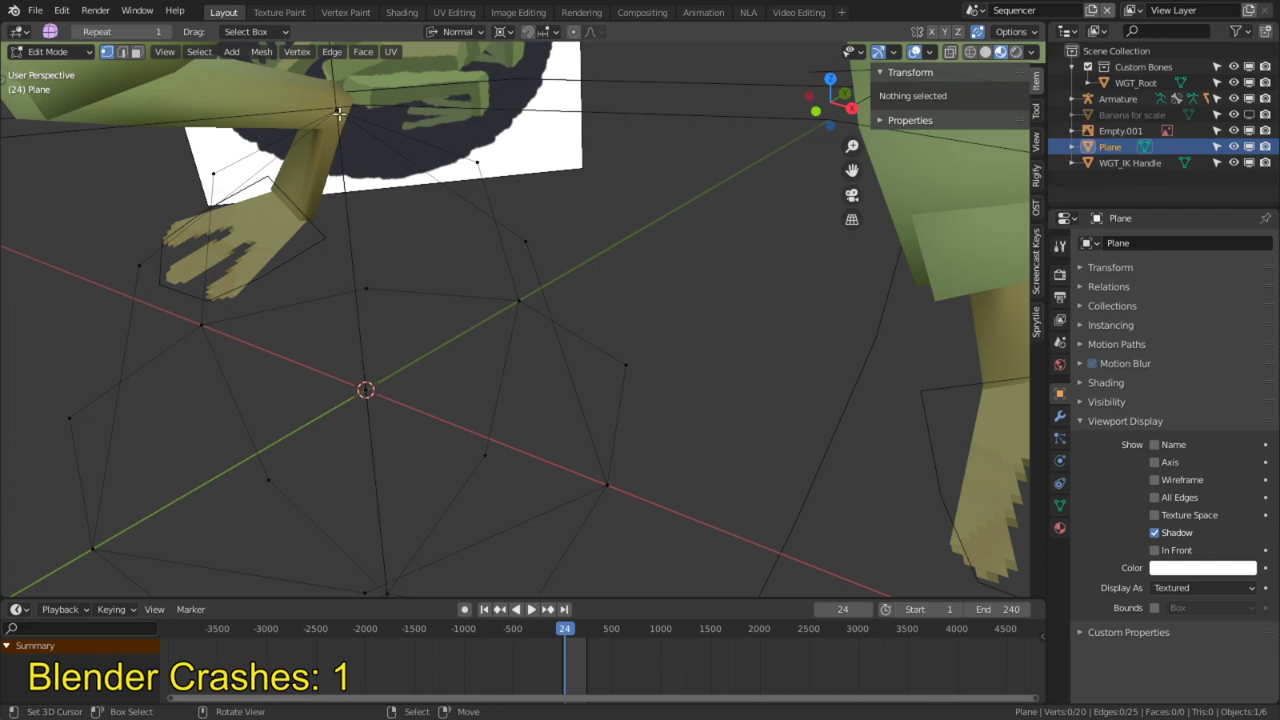 File Edit Render Window Help Layout Texture Paint Vertex Paint Shading UV Editing Image Editing Rendering Compositing Animation NLA Video Editing + Sequencer View Layer
Repeat 1 Drag: Select Box Normal X Y Z Options
Edit Mode View Select Add Mesh Vertex Edge Face UV
User Perspective
(24) Plane
Transform
Nothing selected
Properties
Item
Tool
View
Rigify
OST
Screencast Keys
Sprytile
Z
Y
X
Scene Collection
Custom Bones
WGT_Root
Armature
Banana for scale
Empty.001
Plane
WGT_IK Handle
Plane
Plane
Transform
Relations
Collections
Instancing
Motion Paths
Motion Blur
Shading
Visibility
Viewport Display
Show Name
Axis
Wireframe
All Edges
Texture Space
Shadow
In Front
Color
Display As Textured
Bounds Box
Custom Properties
Playback Keying View Marker 24 Start 1 End 240
-3500 -3000 -2500 -2000 -1500 -1000 -500 24 500 1000 1500 2000 2500 3000 3500 4000 4500
Summary
Blender Crashes: 1
Set 3D Cursor Box Select Rotate View Select Move Plane | Verts:0/20 | Edges:0/25 | Faces:0/0 | Tris:0 | Objects:1/6